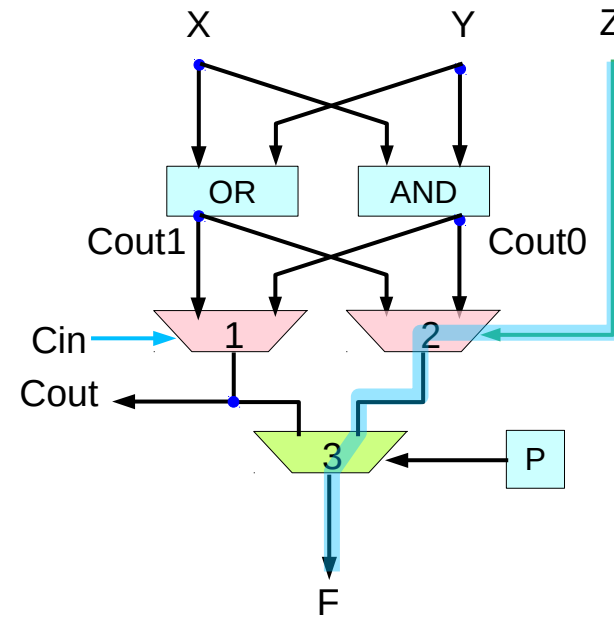 X Y Z
OR AND
Cout1 Cout0
Cin 1 2
Cout
3 P
F